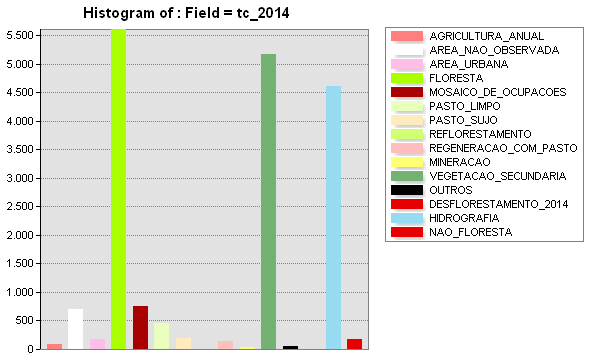 Histogram of : Field = tc_2014
5.500
5.000
4.500
4.000
3.500
3.000
2.500
2.000
1.500
1.000
500
0
AGRICULTURA_ANUAL
AREA_NAO_OBSERVADA
AREA_URBANA
FLORESTA
MOSAICO_DE_OCUPACOES
PASTO_LIMPO
PASTO_SUJO
REFLORESTAMENTO
REGENERACAO_COM_PASTO
MINERACAO
VEGETACAO_SECUNDARIA
OUTROS
DESFLORESTAMENTO_2014
HIDROGRAFIA
NAO_FLORESTA